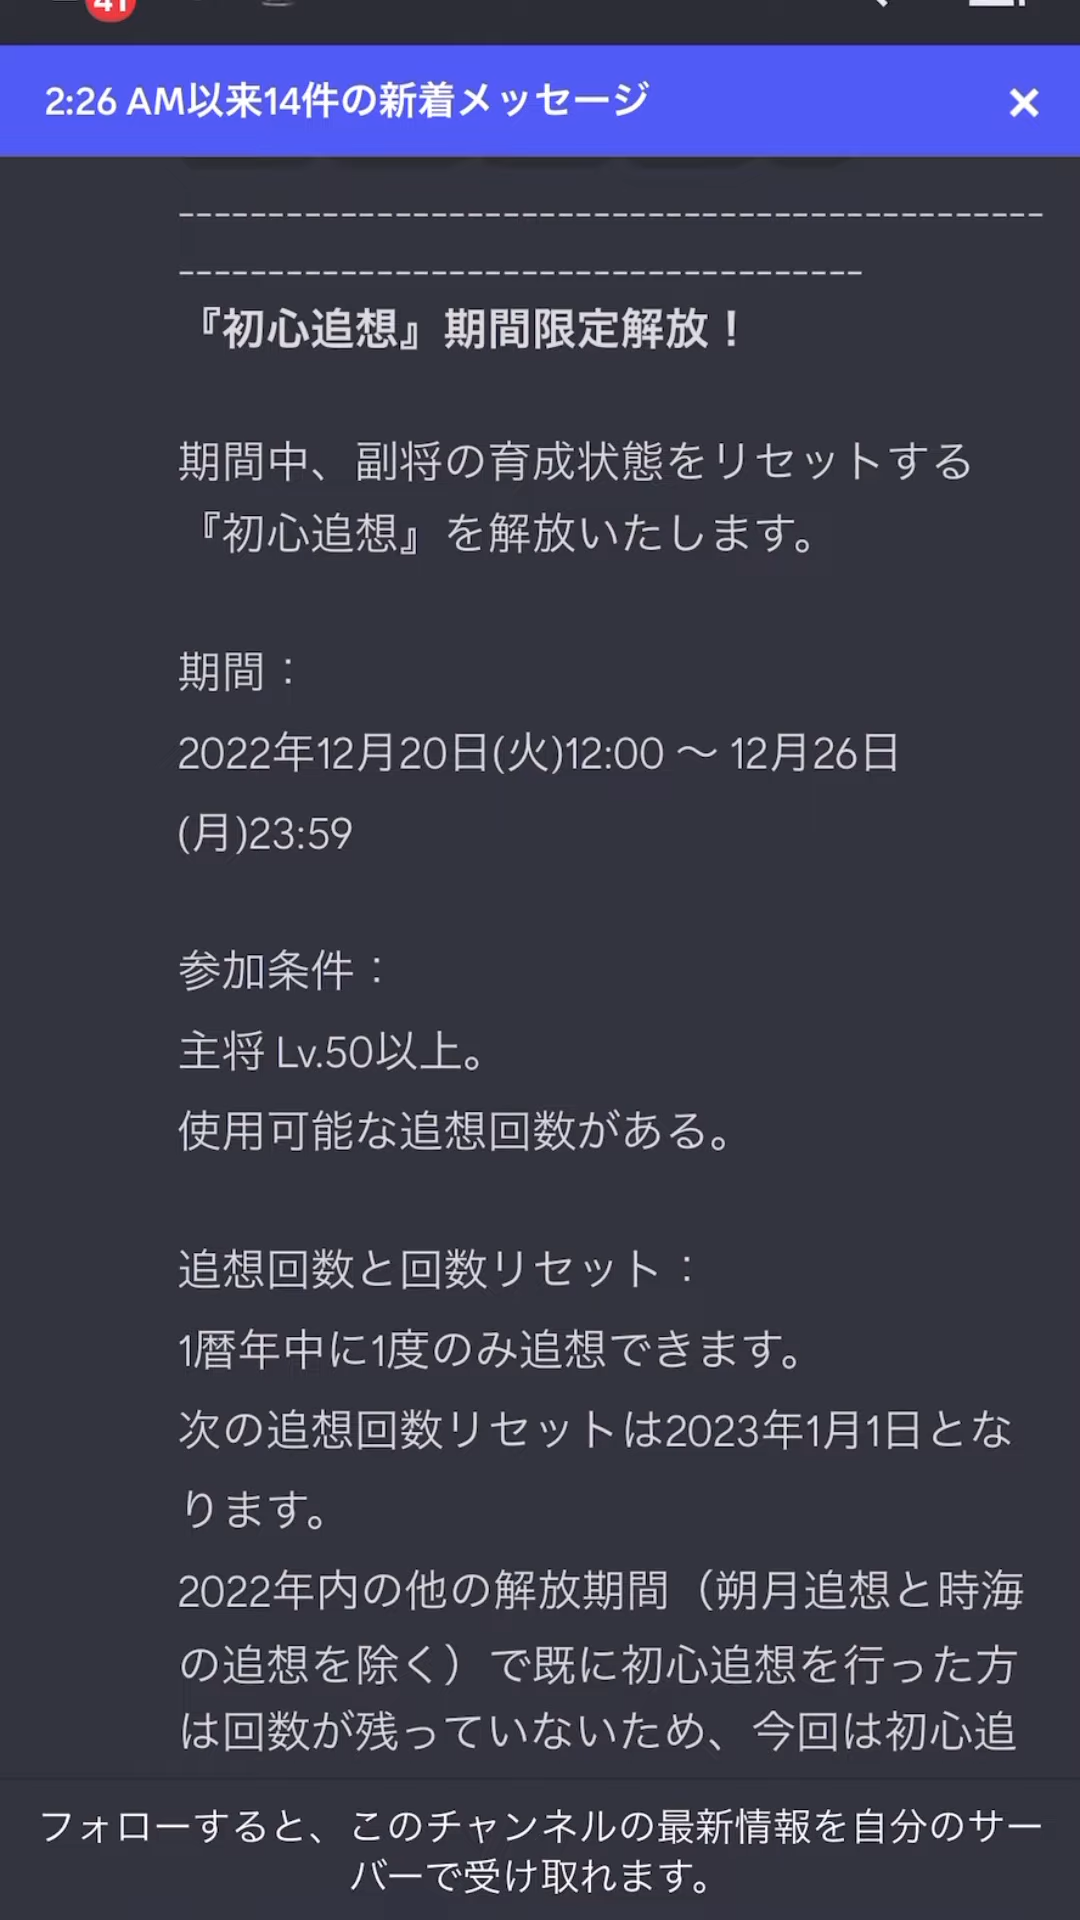 41
2:26 AM以来14件の新着メッセージ
------------------------------------------------
--------------------------------------
『初心追想』期間限定解放！
期間中、副将の育成状態をリセットする
『初心追想』を解放いたします。
期間：
2022年12月20日(火)12:00 〜 12月26日
(月)23:59
参加条件：
主将 Lv.50以上。
使用可能な追想回数がある。
追想回数と回数リセット：
1暦年中に1度のみ追想できます。
次の追想回数リセットは2023年1月1日とな
ります。
2022年内の他の解放期間（朔月追想と時海
の追想を除く）で既に初心追想を行った方
は回数が残っていないため、今回は初心追
フォローすると、このチャンネルの最新情報を自分のサー
バーで受け取れます。